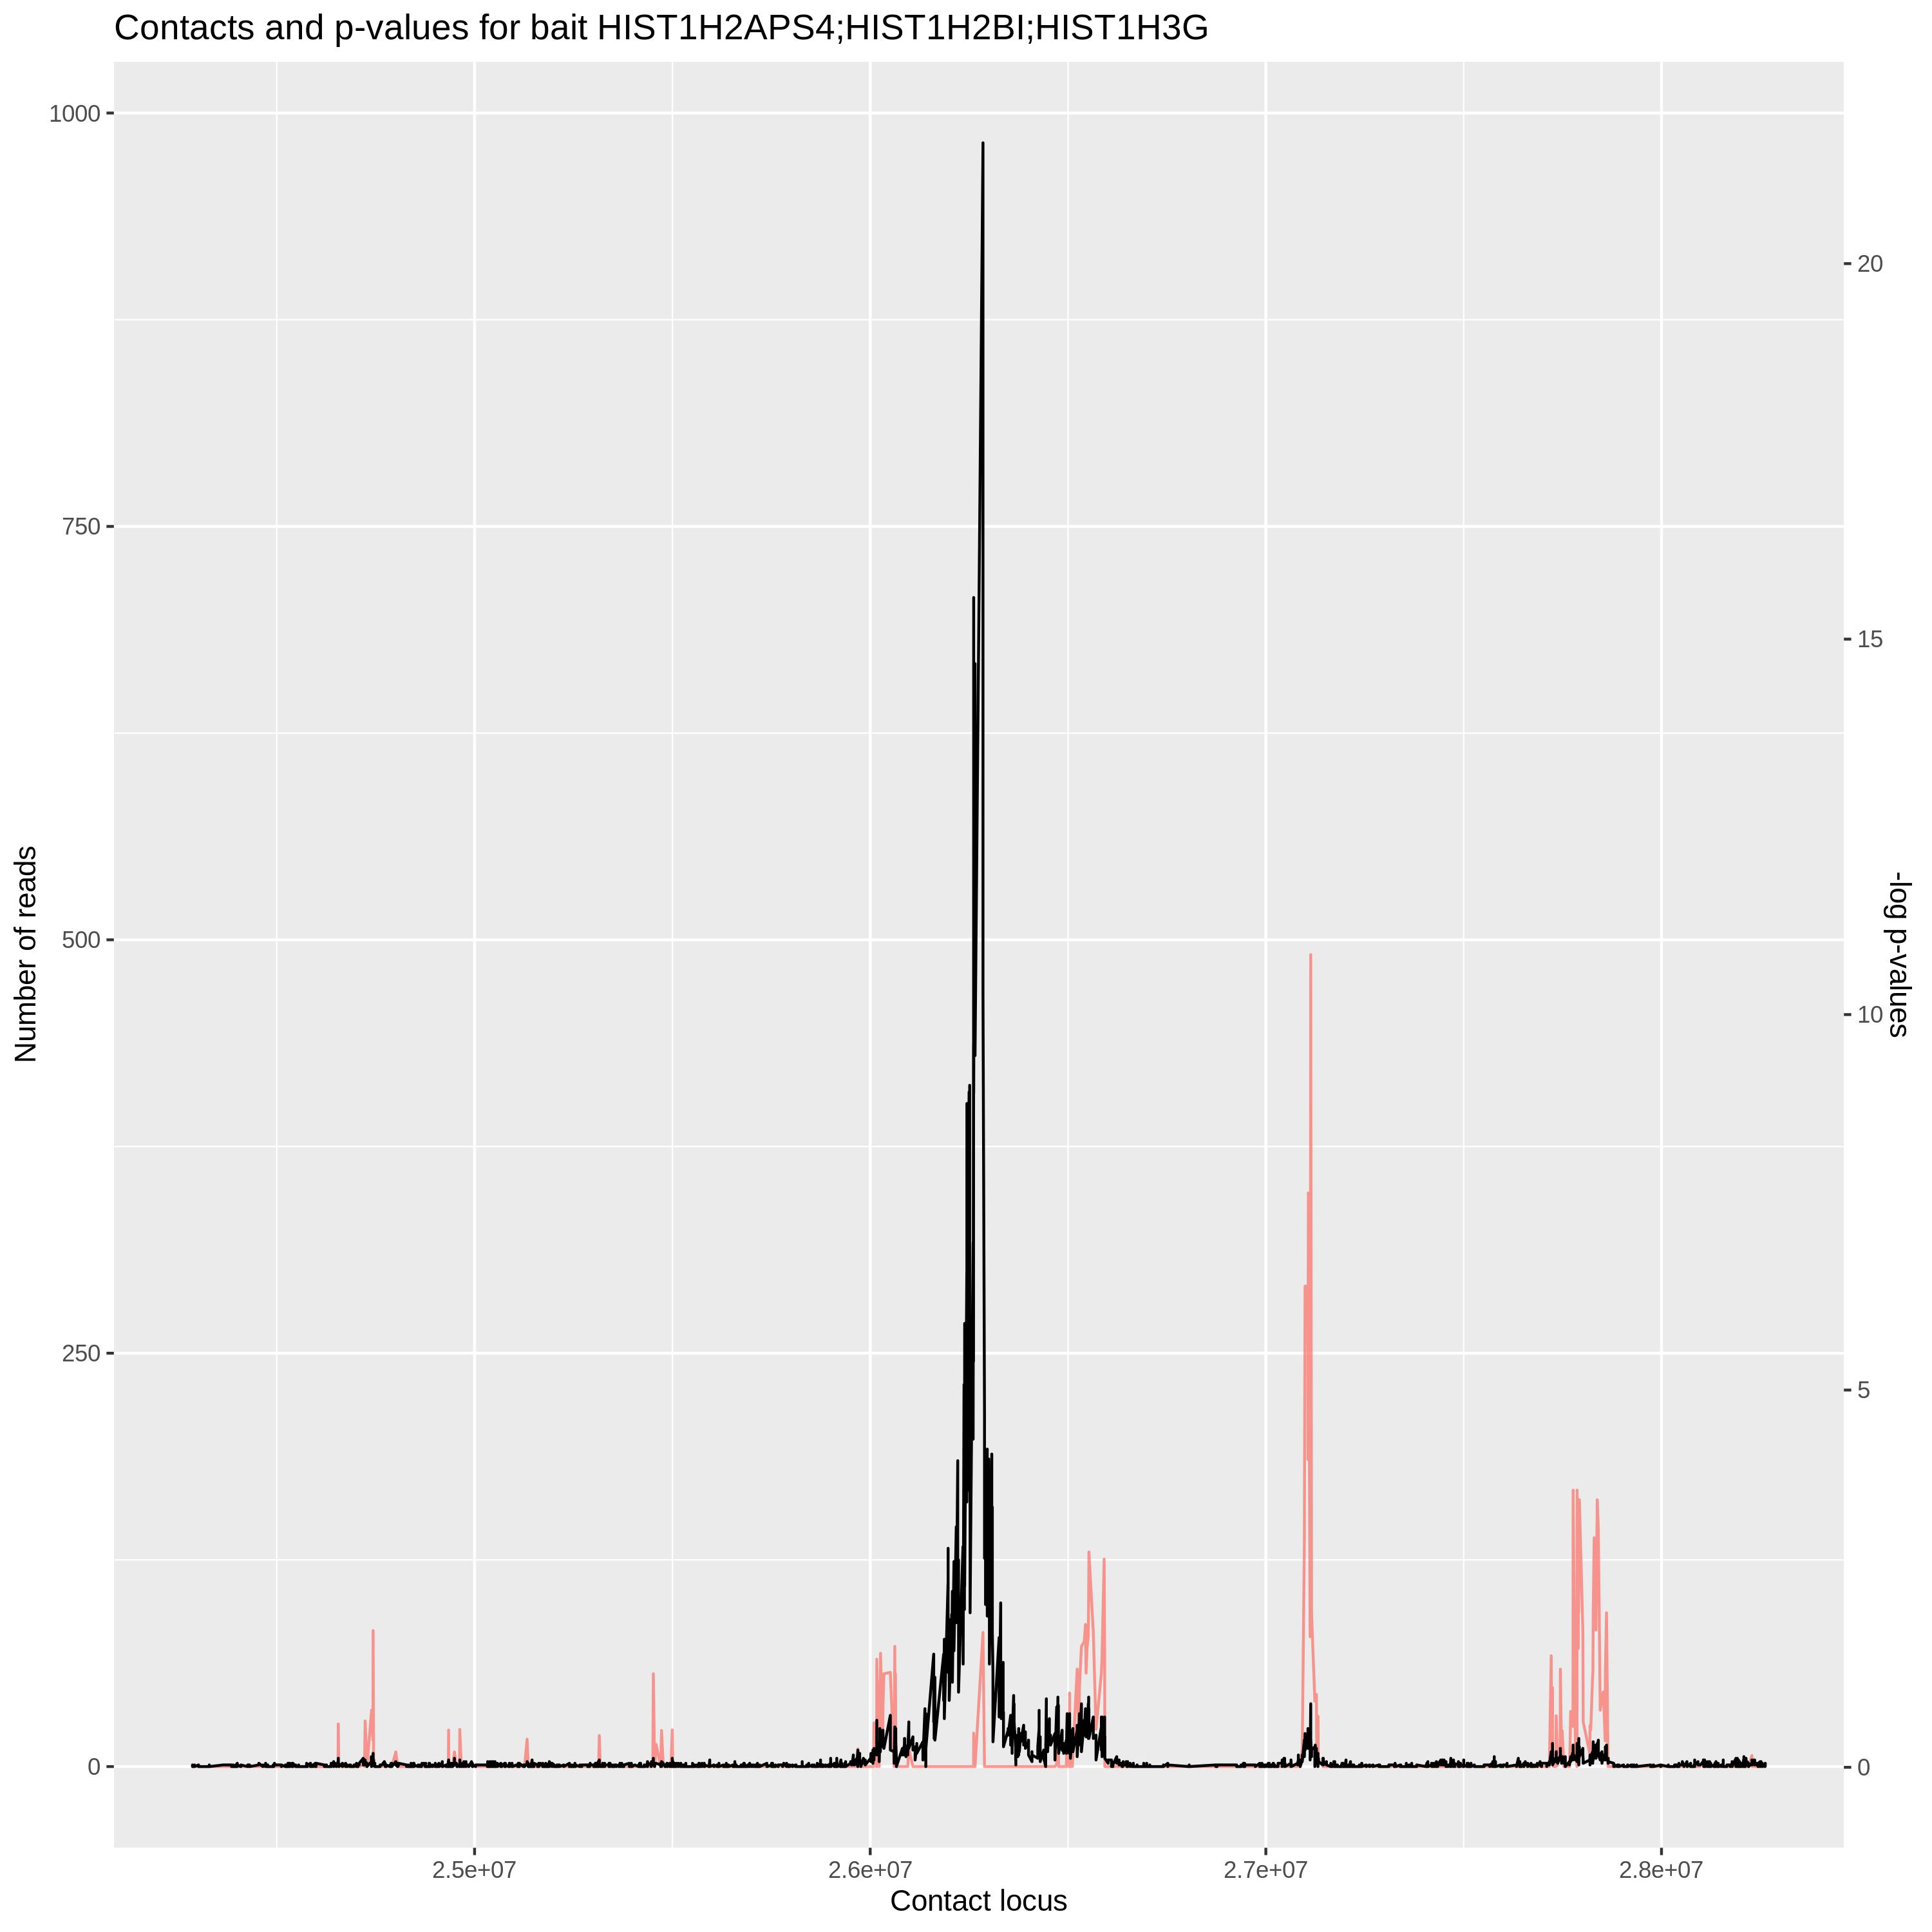 Contacts and p-values for bait HIST1H2APS4;HIST1H2BI;HIST1H3G
1000
750
500
250
0
Number of reads
20
15
10
5
0
-log p-values
2.5e+07
2.6e+07
2.7e+07
2.8e+07
Contact locus